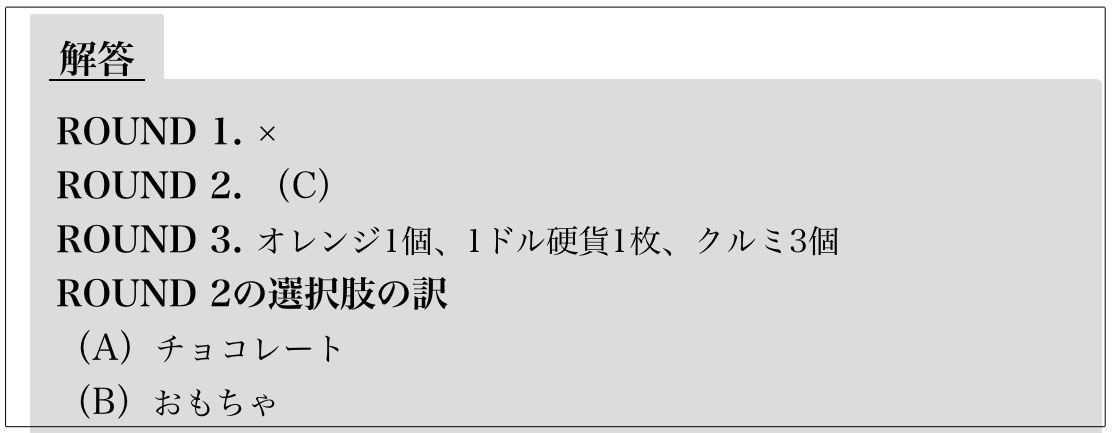 解答
ROUND 1. ×
ROUND 2. （C）
ROUND 3. オレンジ1個、1ドル硬貨1枚、クルミ3個
ROUND 2の選択肢の訳
（A）チョコレート
（B）おもちゃ